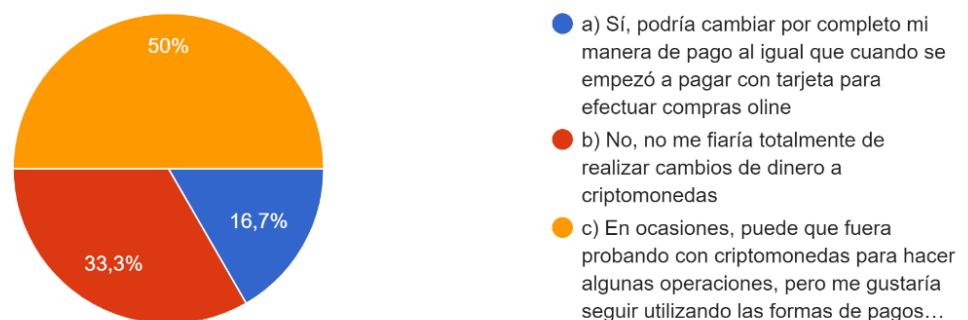 50%
16,7%
33,3%
a) Sí, podría cambiar por completo mi
manera de pago al igual que cuando se
empezó a pagar con tarjeta para
efectuar compras oline
b) No, no me fiaría totalmente de
realizar cambios de dinero a
criptomonedas
c) En ocasiones, puede que fuera
probando con criptomonedas para hacer
algunas operaciones, pero me gustaría
seguir utilizando las formas de pagos…